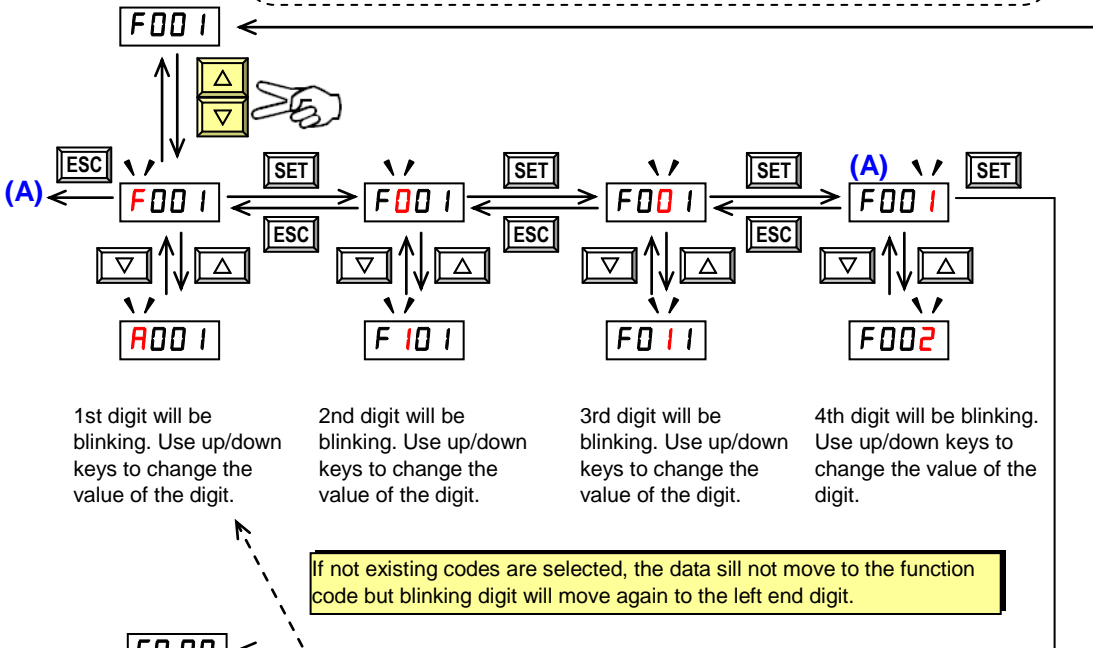 F001
ESC
SET
SET
(A)
SET
SET
(A)
F001
F001
F001
F001
ESC
ESC
ESC
A001
F101
F011
F002
1st digit will be
blinking. Use up/down
keys to change the
value of the digit.
2nd digit will be
blinking. Use up/down
keys to change the
value of the digit.
3rd digit will be
blinking. Use up/down
keys to change the
value of the digit.
4th digit will be blinking.
Use up/down keys to
change the value of the
digit.
If not existing codes are selected, the data sill not move to the function
code but blinking digit will move again to the left end digit.